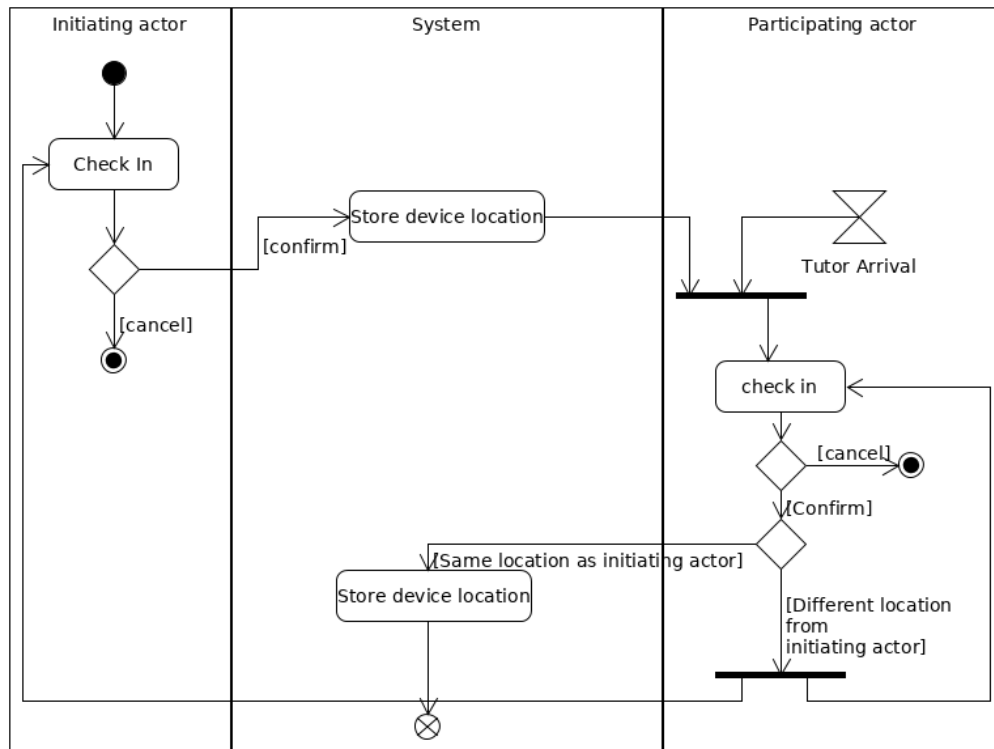 Initiating actor
System
Participating actor
Check In
Store device location
[confirm]
Tutor Arrival
[cancel]
check in
[cancel]
[Confirm]
[Same location as initiating actor]
Store device location
[Different location
from
initiating actor]